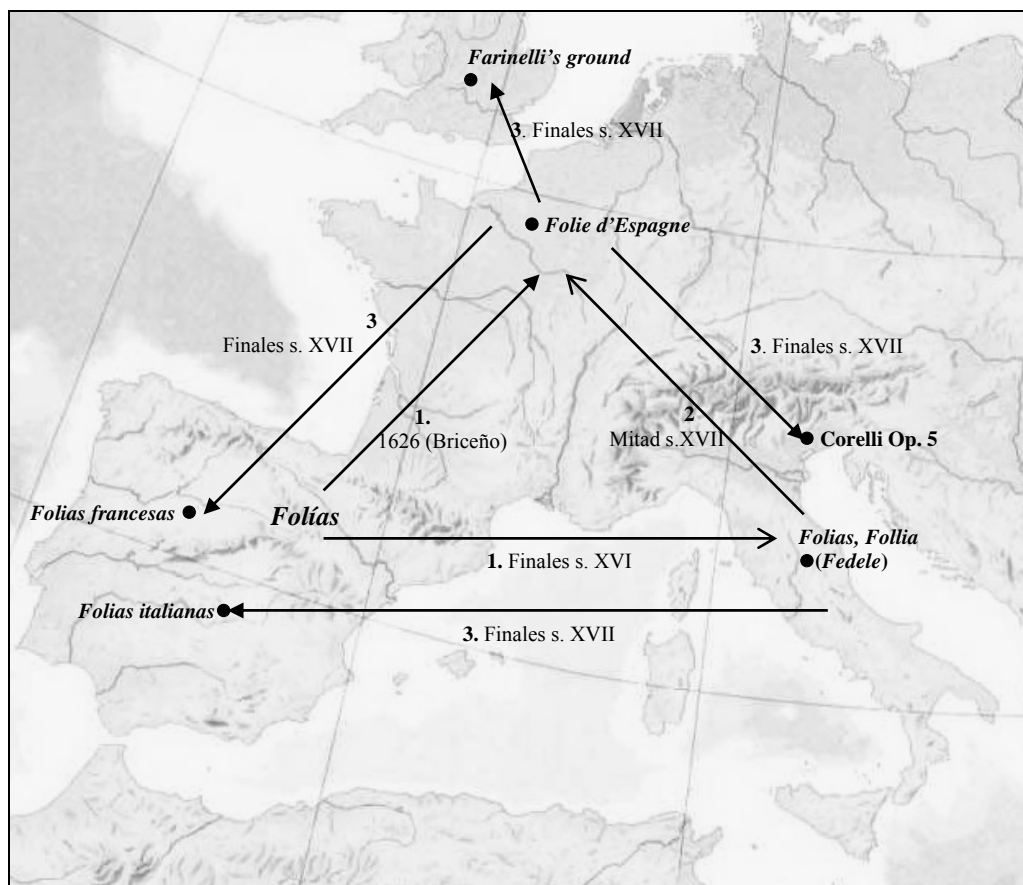 Farinelli's ground
3. Finales s. XVII
Folie d'Espagne
3
Finales s. XVII
3. Finales s. XVII
1.
1626 (Briceño)
2
Mitad s.XVII
Corelli Op. 5
Folias francesas
Folías
Folias, Follia
(Fedele)
1. Finales s. XVI
Folias italianas
3. Finales s. XVII